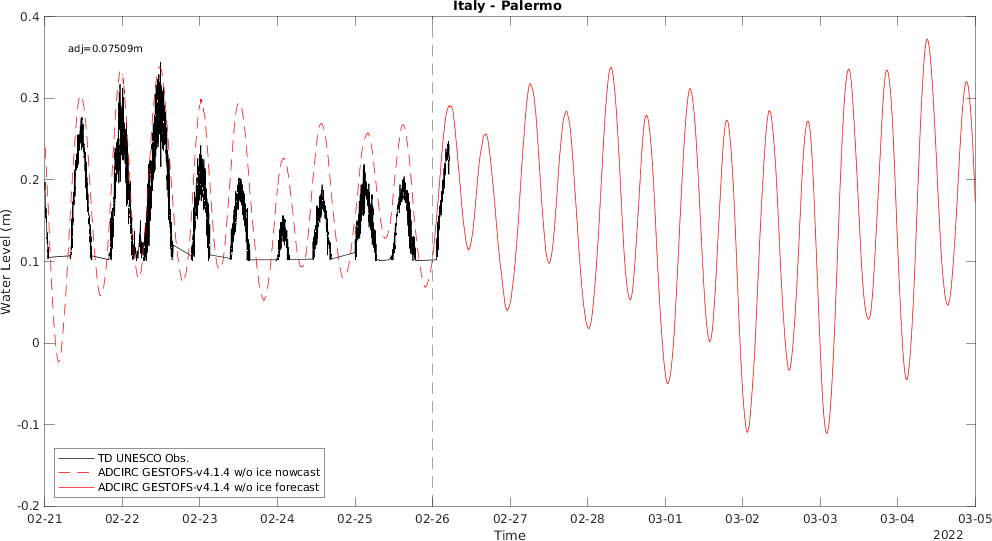 Italy - Palermo
adj=0.07509m
0.4
0.3
0.2
0.1
0
-0.1
-0.2
Water Level (m)
TD UNESCO Obs.
ADCIRC GESTOFS-v4.1.4 w/o ice nowcast
ADCIRC GESTOFS-v4.1.4 w/o ice forecast
02-21 02-22 02-23 02-24 02-25 02-26 02-27 02-28 03-01 03-02 03-03 03-04 03-05
Time
2022